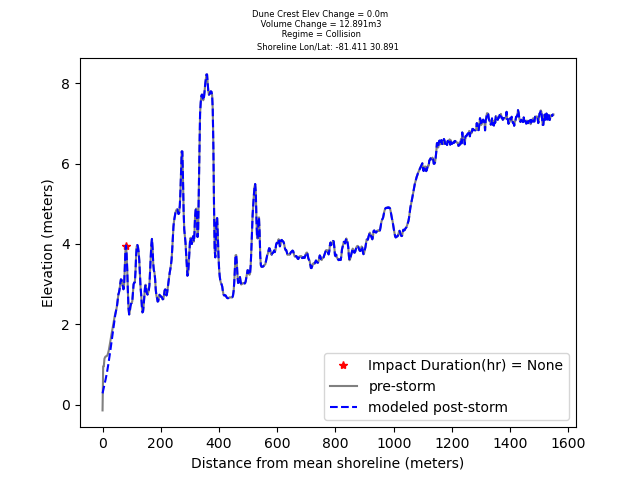 Dune Crest Elev Change = 0.0m
Volume Change = 12.891m3
Regime = Collision
Shoreline Lon/Lat: -81.411 30.891
8
6
4
2
0
Elevation (meters)
Impact Duration(hr) = None
pre-storm
modeled post-storm
0 200 400 600 800 1000 1200 1400 1600
Distance from mean shoreline (meters)